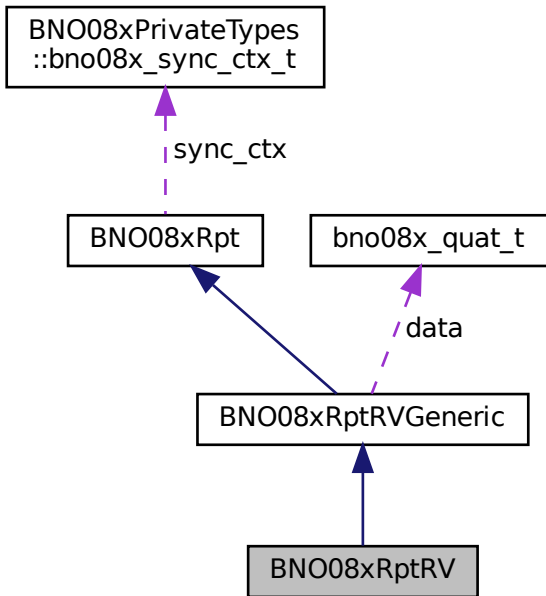 BNO08xPrivateTypes
::bno08x_sync_ctx_t
sync_ctx
BNO08xRpt
bno08x_quat_t
data
BNO08xRptRVGeneric
BNO08xRptRV